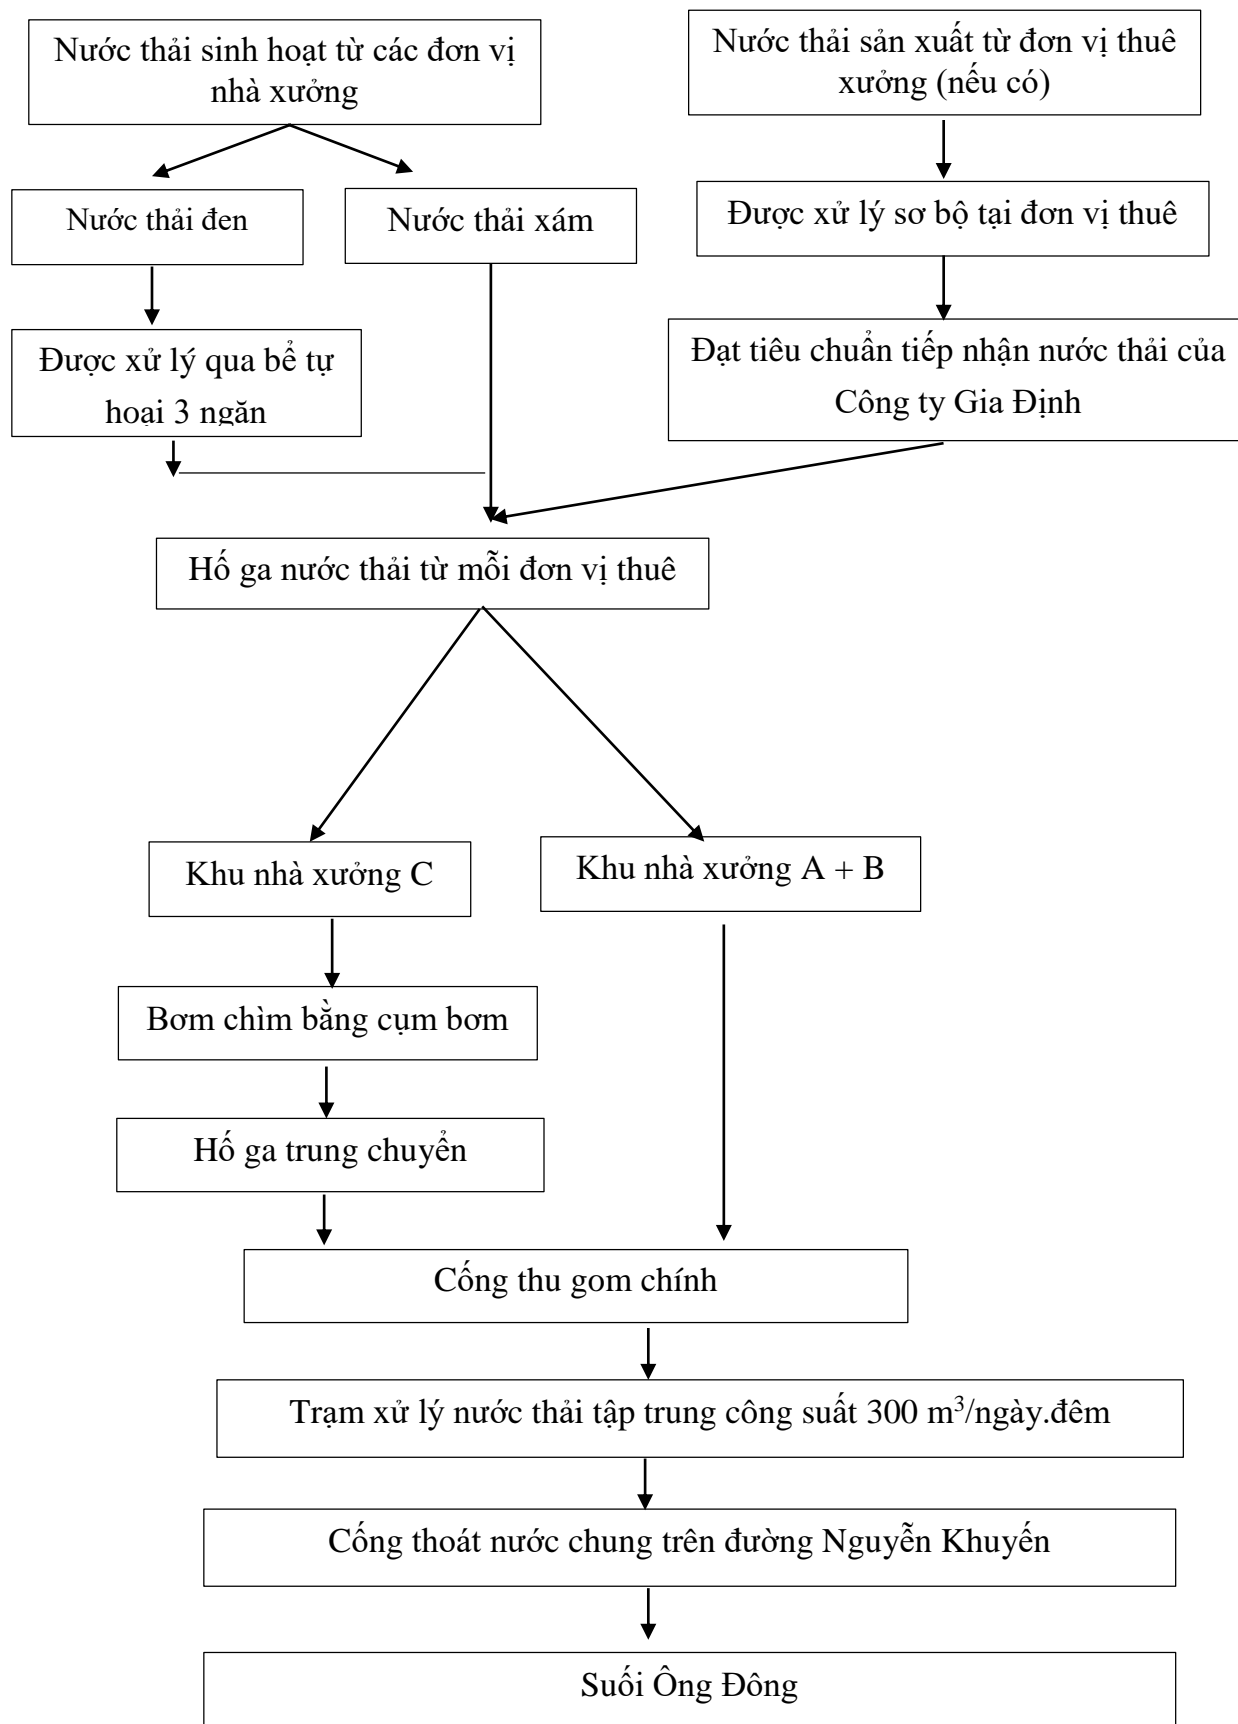 Nước thải sinh hoạt từ các đơn vị
nhà xưởng
Nước thải sản xuất từ đơn vị thuê
xưởng (nếu có)
Nước thải đen
Nước thải xám
Được xử lý sơ bộ tại đơn vị thuê
Được xử lý qua bể tự
hoại 3 ngăn
Đạt tiêu chuẩn tiếp nhận nước thải của
Công ty Gia Định
Hố ga nước thải từ mỗi đơn vị thuê
Khu nhà xưởng C
Khu nhà xưởng A + B
Bơm chìm bằng cụm bơm
Hố ga trung chuyển
Cống thu gom chính
Trạm xử lý nước thải tập trung công suất 300 m³/ngày.đêm
Cống thoát nước chung trên đường Nguyễn Khuyến
Suối Ông Đông